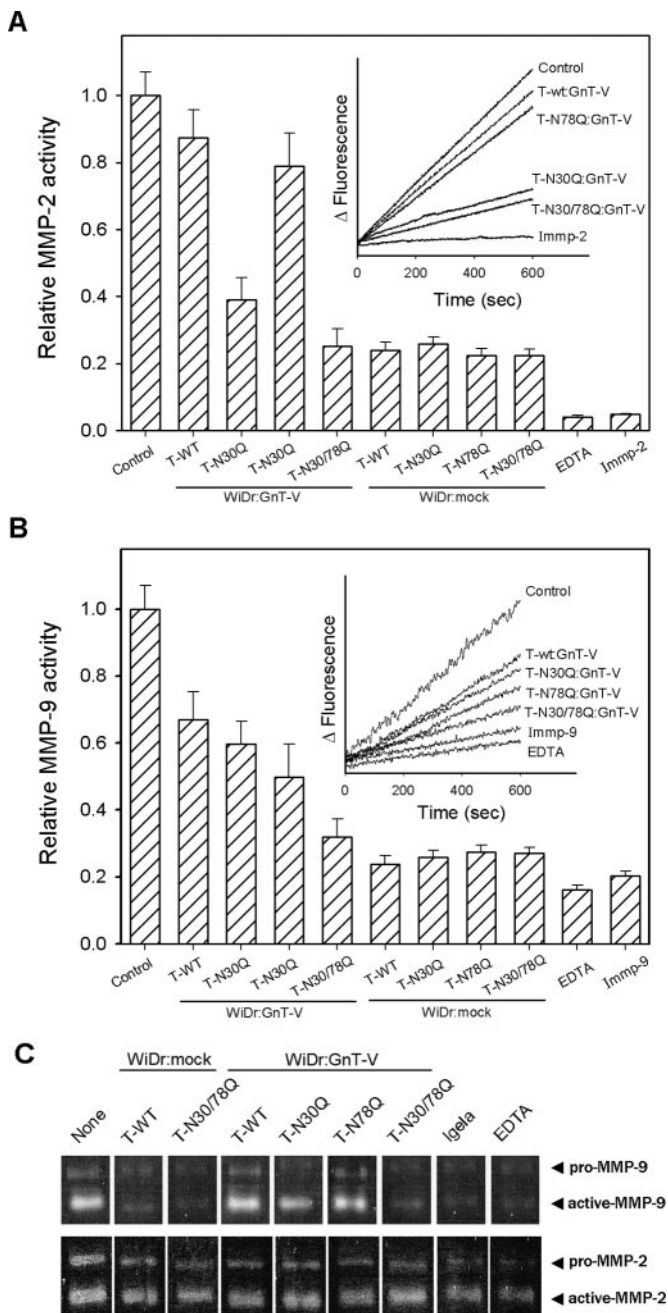 A
Relative MMP-2 activity
1.0
0.8
0.6
0.4
0.2
0.0
Δ Fluorescence
Control
T-wt:GnT-V
T-N78Q:GnT-V
T-N30Q:GnT-V
T-N30/78Q:GnT-V
Immp-2
0 200 400 600
Time (sec)
Control T-WT T-N30Q T-N30Q T-N30/78Q T-WT T-N30Q T-N78Q T-N30/78Q EDTA Immp-2
WiDr:GnT-V WiDr:mock
B
Relative MMP-9 activity
1.0
0.8
0.6
0.4
0.2
0.0
Δ Fluorescence
Control
T-wt:GnT-V
T-N30Q:GnT-V
T-N78Q:GnT-V
T-N30/78Q:GnT-V
Immp-9
EDTA
0 200 400 600
Time (sec)
Control T-WT T-N30Q T-N30Q T-N30/78Q T-WT T-N30Q T-N78Q T-N30/78Q EDTA Immp-9
WiDr:GnT-V WiDr:mock
C
WiDr:mock WiDr:GnT-V
None T-WT T-N30/78Q T-WT T-N30Q T-N78Q T-N30/78Q Igela EDTA
◄ pro-MMP-9
◄ active-MMP-9
◄ pro-MMP-2
◄ active-MMP-2